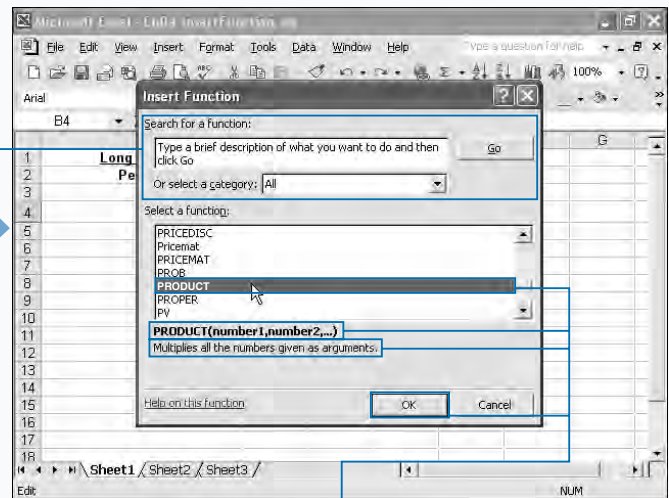 Microsoft Excel - Ch04 InsertFunction
File Edit View Insert Format Tools Data Window Help Type a question for help
100%
Arial
B4
Insert Function
Search for a function:
Type a brief description of what you want to do and then
click Go
Go
Or select a category: All
Select a function:
PRICEDISC
Pricemat
PRICEMAT
PROB
PRODUCT
PROPER
PV
PRODUCT(number1,number2,...)
Multiplies all the numbers given as arguments.
Help on this function
OK
Cancel
G
1 Long
2 Pe
3
4
5
6
7
8
9
10
11
12
13
14
15
16
17
18
Sheet1 Sheet2 Sheet3
Edit
NUM